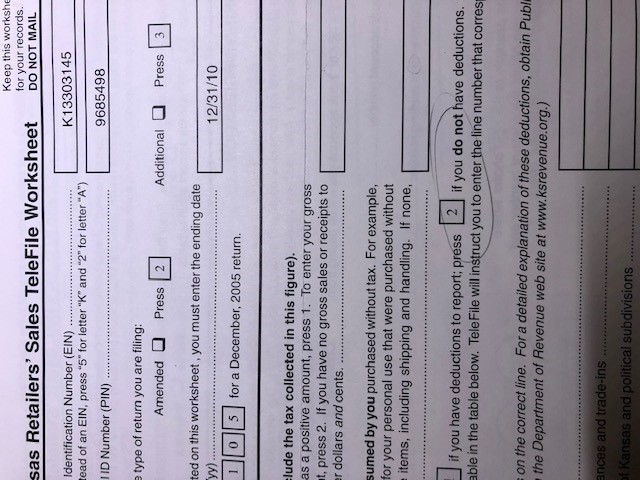 Keep this workshe
for your records.
DO NOT MAIL
sas Retailers' Sales TeleFile Worksheet
Identification Number (EIN)
K13303145
tead of an EIN, press "5" for letter "K" and "2" for letter "A")
ID Number (PIN)
9685498
e type of return you are filing:
Amended Press 2 Additional Press 3
ted on this worksheet, you must enter the ending date
yy) 12/31/10
1 0 5 for a December, 2005 return.
clude the tax collected in this figure).
as a positive amount, press 1. To enter your gross
t, press 2. If you have no gross sales or receipts to
r dollars and cents.
sumed by you purchased without tax. For example,
for your personal use that were purchased without
e items, including shipping and handling. If none,
if you have deductions to report; press 2 if you do not have deductions.
able in the table below. TeleFile will instruct you to enter the line number that corres
on the correct line. For a detailed explanation of these deductions, obtain Publi
the Department of Revenue web site at www.ksrevenue.org.)
ances and trade-ins
Kansas and political subdivisions